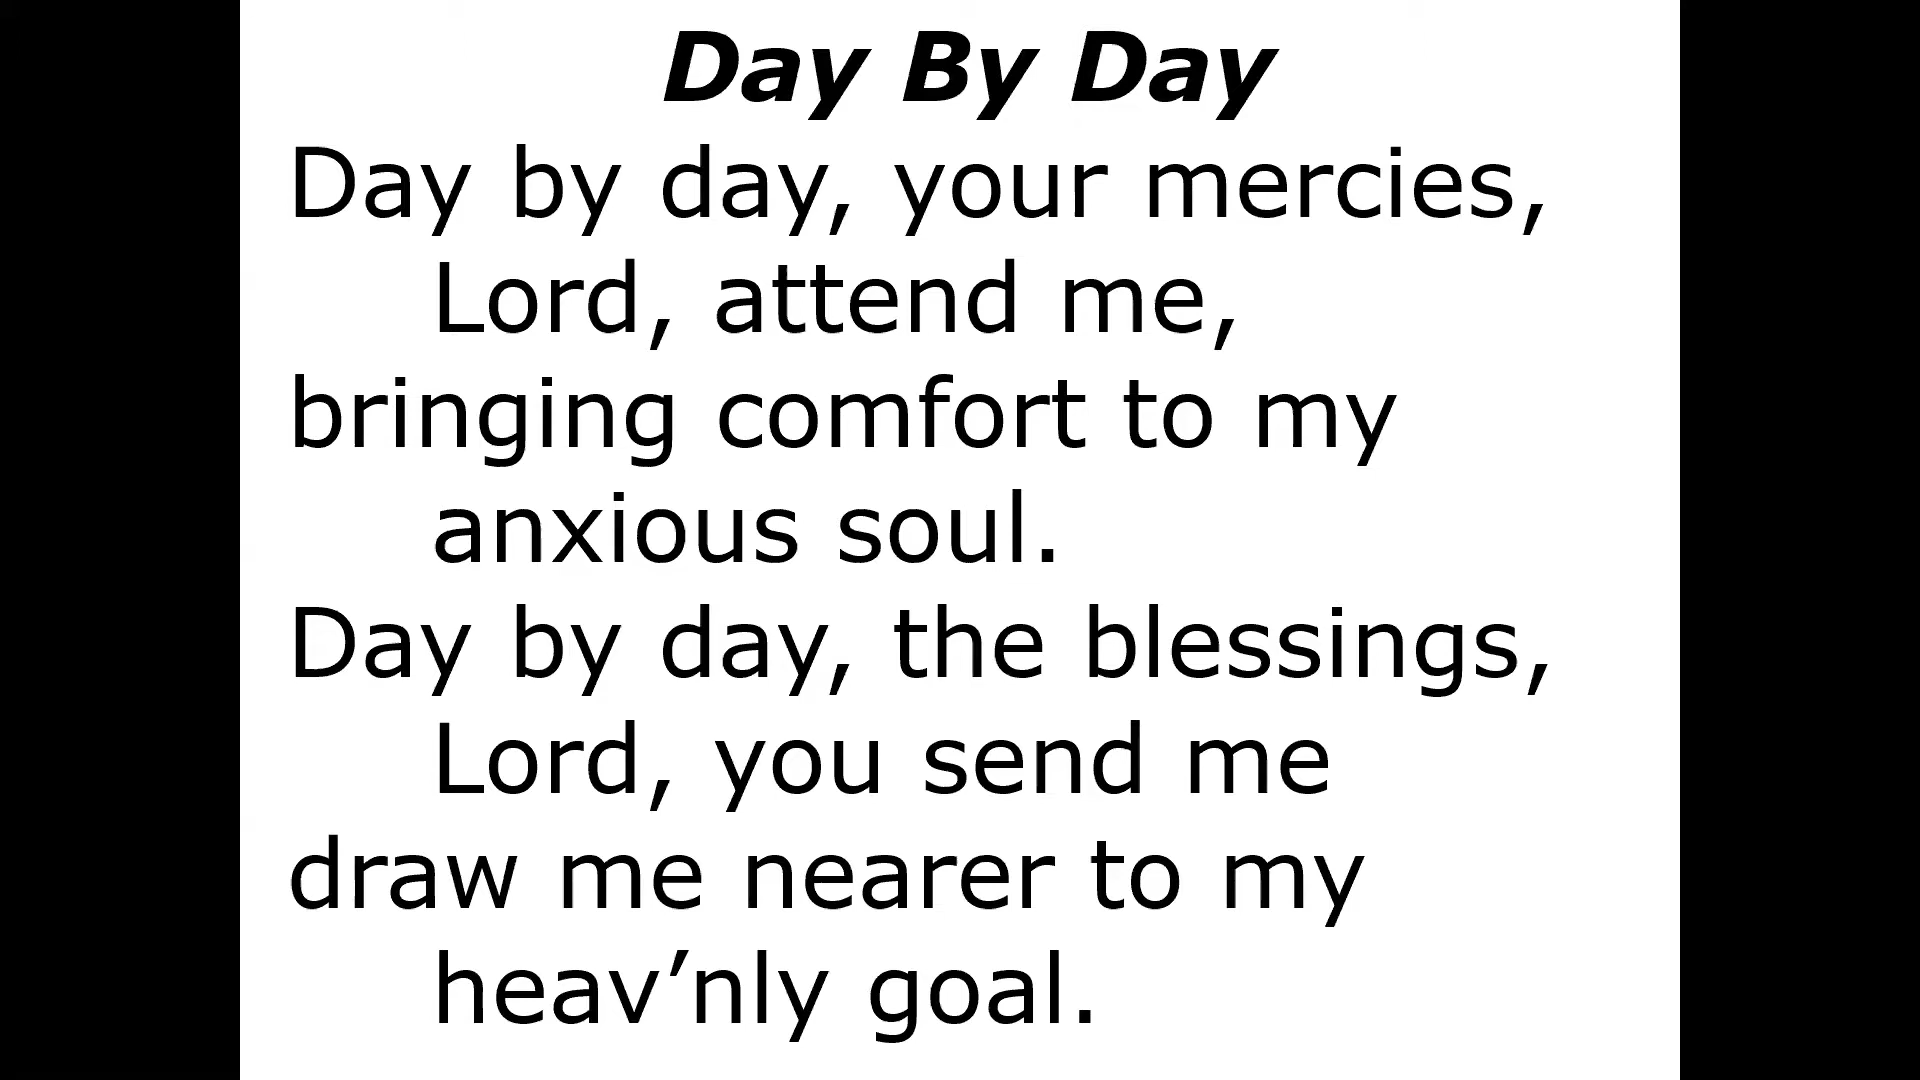 Day By Day
Day by day, your mercies,
Lord, attend me,
bringing comfort to my
anxious soul.
Day by day, the blessings,
Lord, you send me
draw me nearer to my
heav’nly goal.